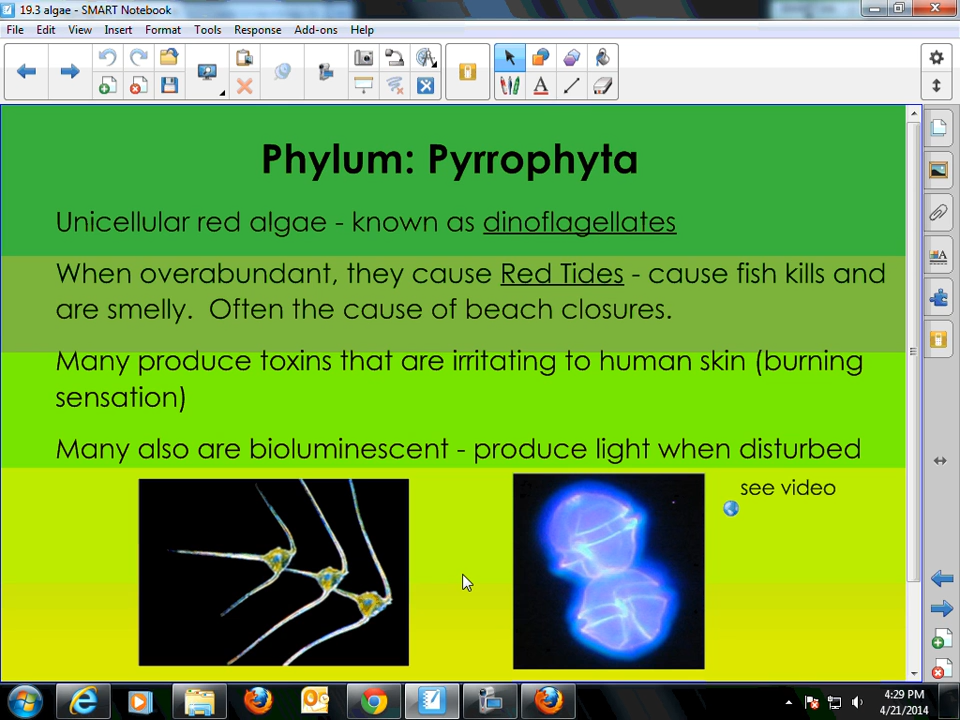 19.3 algae - SMART Notebook
File Edit View Insert Format Tools Response Add-ons Help
Phylum: Pyrrophyta
Unicellular red algae - known as dinoflagellates
When overabundant, they cause Red Tides - cause fish kills and
are smelly. Often the cause of beach closures.
Many produce toxins that are irritating to human skin (burning
sensation)
Many also are bioluminescent - produce light when disturbed
see video
4:29 PM
4/21/2014